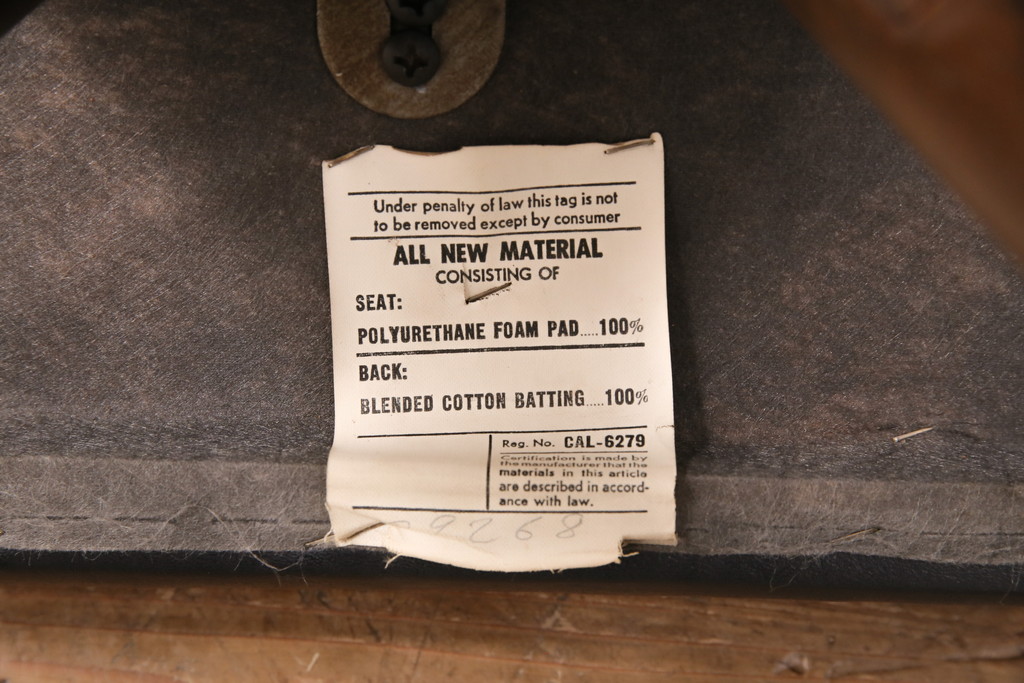 Under penalty of law this tag is not
to be removed except by consumer
ALL NEW MATERIAL
CONSISTING OF
SEAT:
POLYURETHANE FOAM PAD.....100%
BACK:
BLENDED COTTON BATTING.....100%
Reg. No. CAL-6279
Certification is made by
the manufacturer that the
materials in this article
are described in accord-
ance with law.
9268